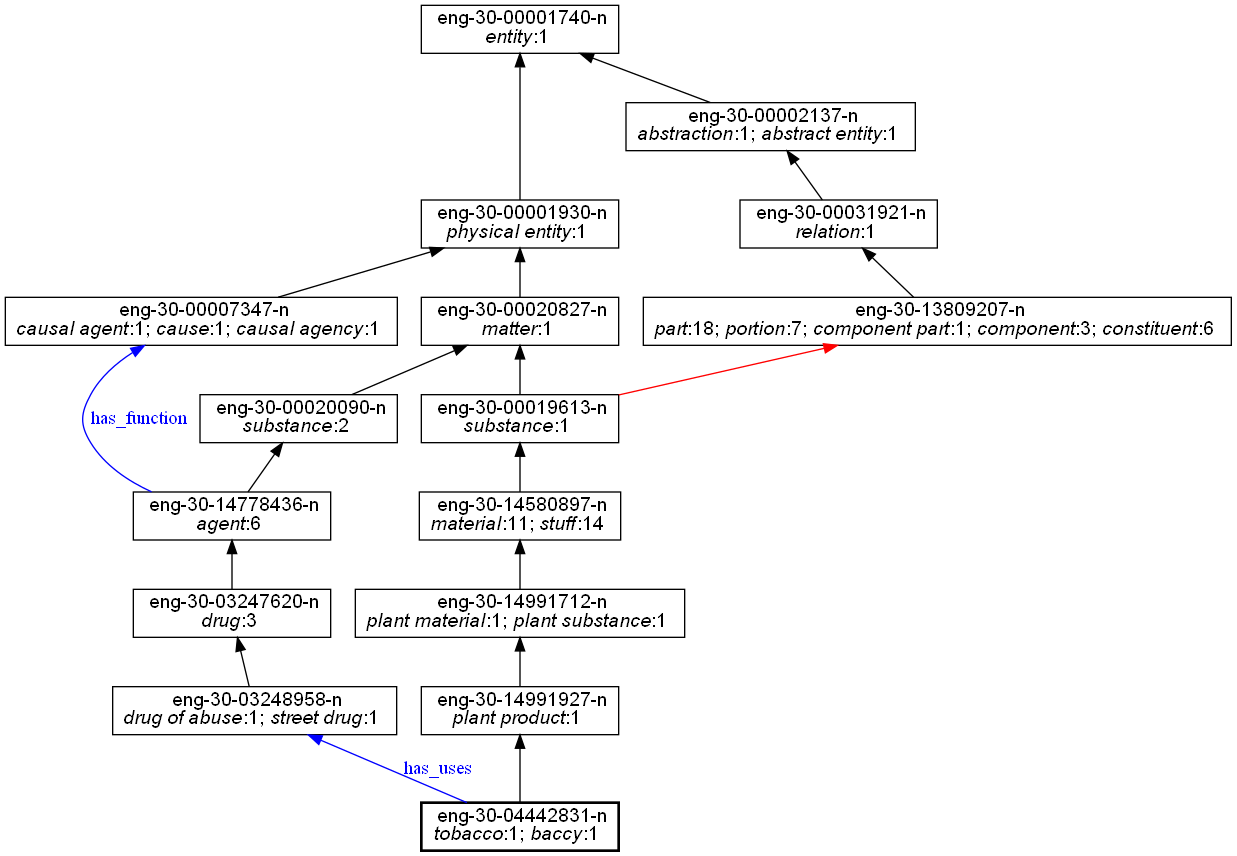 eng-30-00001740-n
entity:1
eng-30-00002137-n
abstraction:1; abstract entity:1
eng-30-00001930-n
physical entity:1
eng-30-00031921-n
relation:1
eng-30-00007347-n
causal agent:1; cause:1; causal agency:1
eng-30-00020827-n
matter:1
eng-30-13809207-n
part:18; portion:7; component part:1; component:3; constituent:6
has_function
eng-30-00020090-n
substance:2
eng-30-00019613-n
substance:1
eng-30-14778436-n
agent:6
eng-30-14580897-n
material:11; stuff:14
eng-30-03247620-n
drug:3
eng-30-14991712-n
plant material:1; plant substance:1
eng-30-03248958-n
drug of abuse:1; street drug:1
eng-30-14991927-n
plant product:1
has_uses
eng-30-04442831-n
tobacco:1; baccy:1